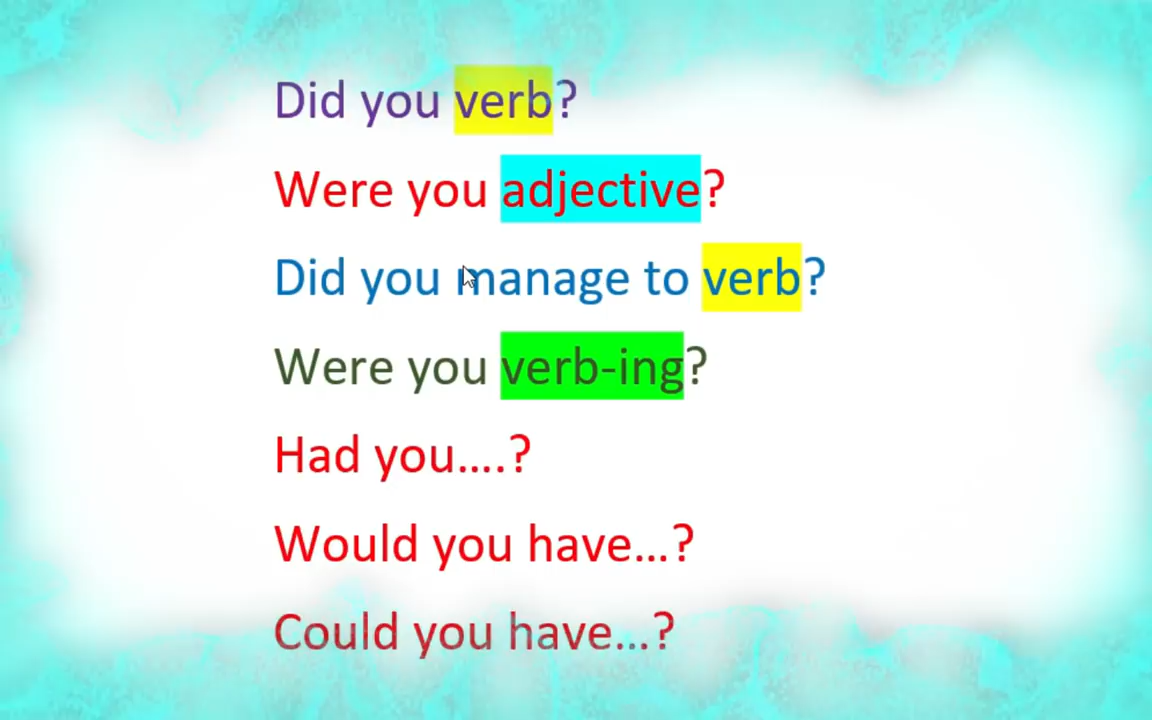 Did you verb?
Were you adjective?
Did you manage to verb?
Were you verb-ing?
Had you....?
Would you have...?
Could you have...?